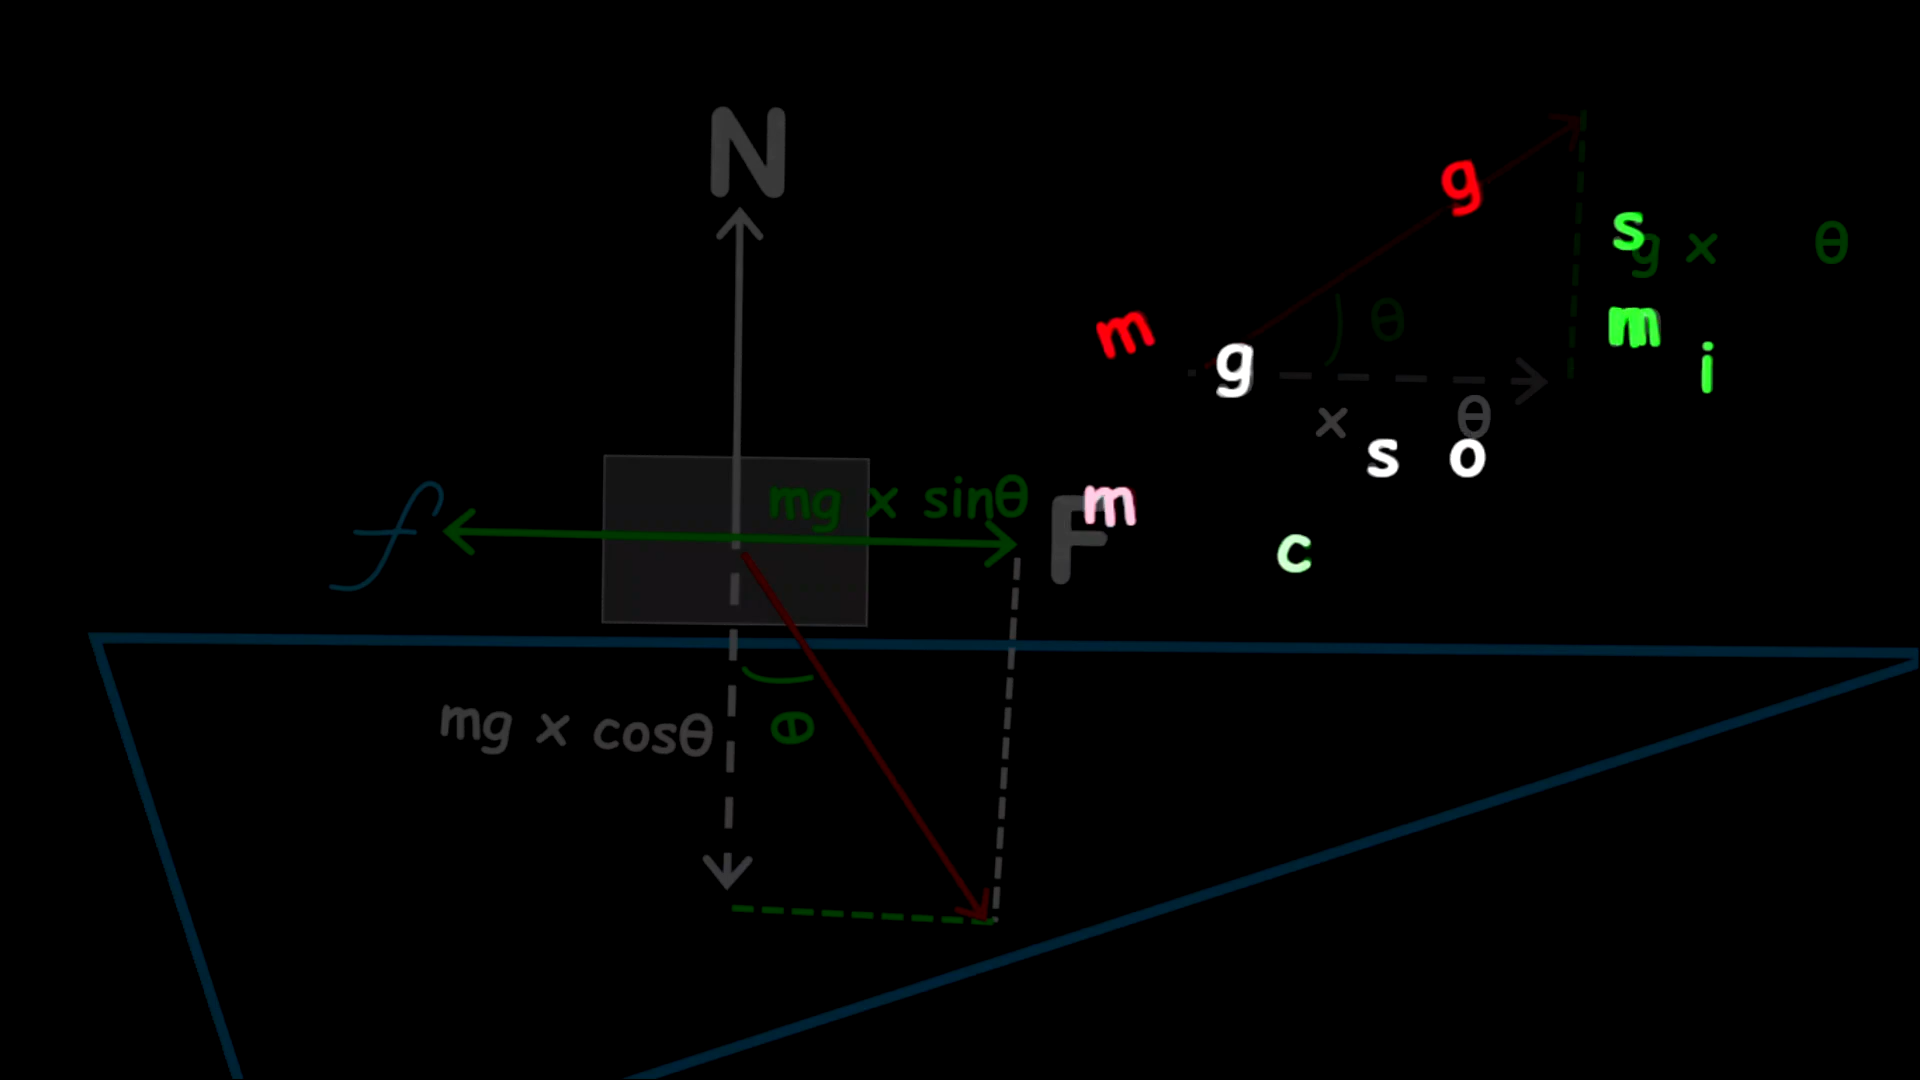 N
g
s
g x θ
m
θ
m
i
g
x θ
s o
f
mg x sinθ
F
m
c
mg x cosθ
θ